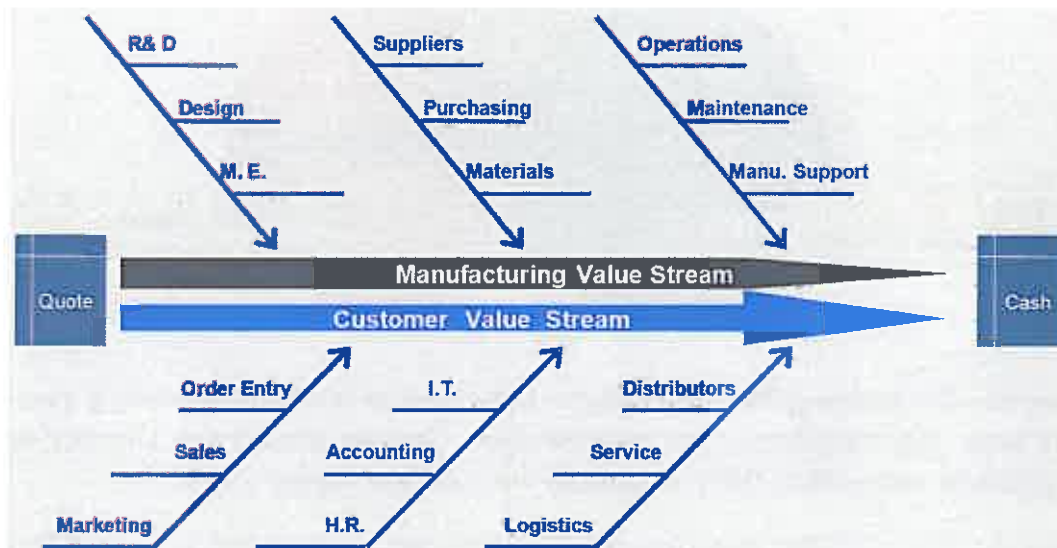 R& D
Suppliers
Operations
Design
Purchasing
Maintenance
M. E.
Materials
Manu. Support
Manufacturing Value Stream
Quote
Cash
Customer Value Stream
Order Entry
I.T.
Distributors
Sales
Accounting
Service
Marketing
H.R.
Logistics